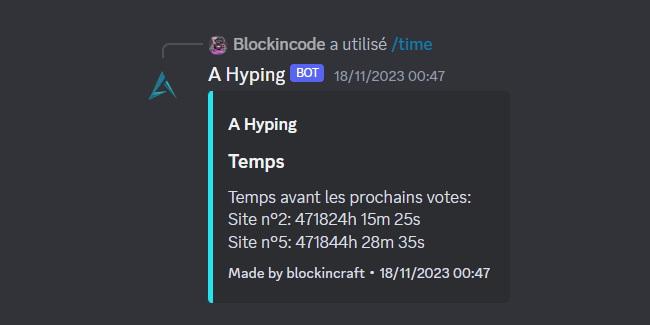 Blockincode a utilisé /time
A Hyping BOT 18/11/2023 00:47
A Hyping
Temps
Temps avant les prochains votes:
Site n°2: 471824h 15m 25s
Site n°5: 471844h 28m 35s
Made by blockincraft • 18/11/2023 00:47